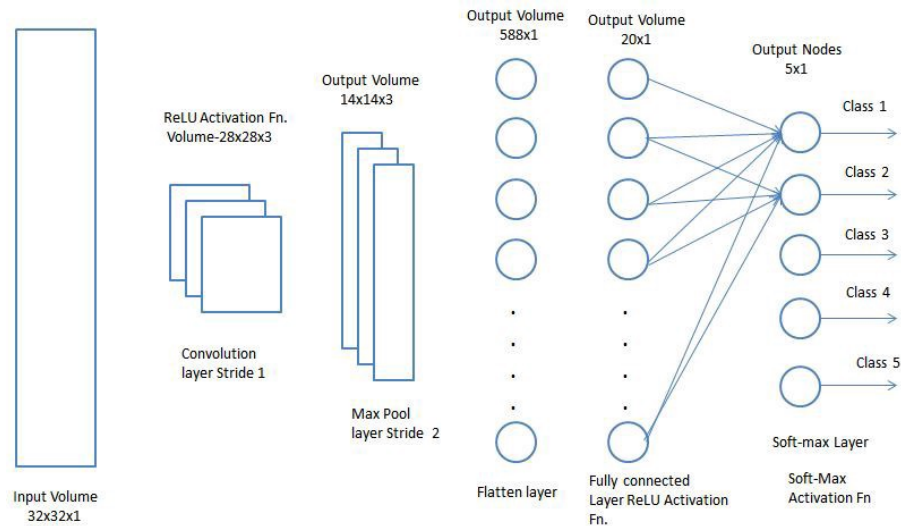 Input Volume
32x32x1
ReLU Activation Fn.
Volume-28x28x3
Convolution
layer Stride 1
Output Volume
14x14x3
Max Pool
layer Stride 2
Output Volume
588x1
Flatten layer
Output Volume
20x1
Fully connected
Layer ReLU Activation
Fn.
Output Nodes
5x1
Class 1
Class 2
Class 3
Class 4
Class 5
Soft-max Layer
Soft-Max
Activation Fn